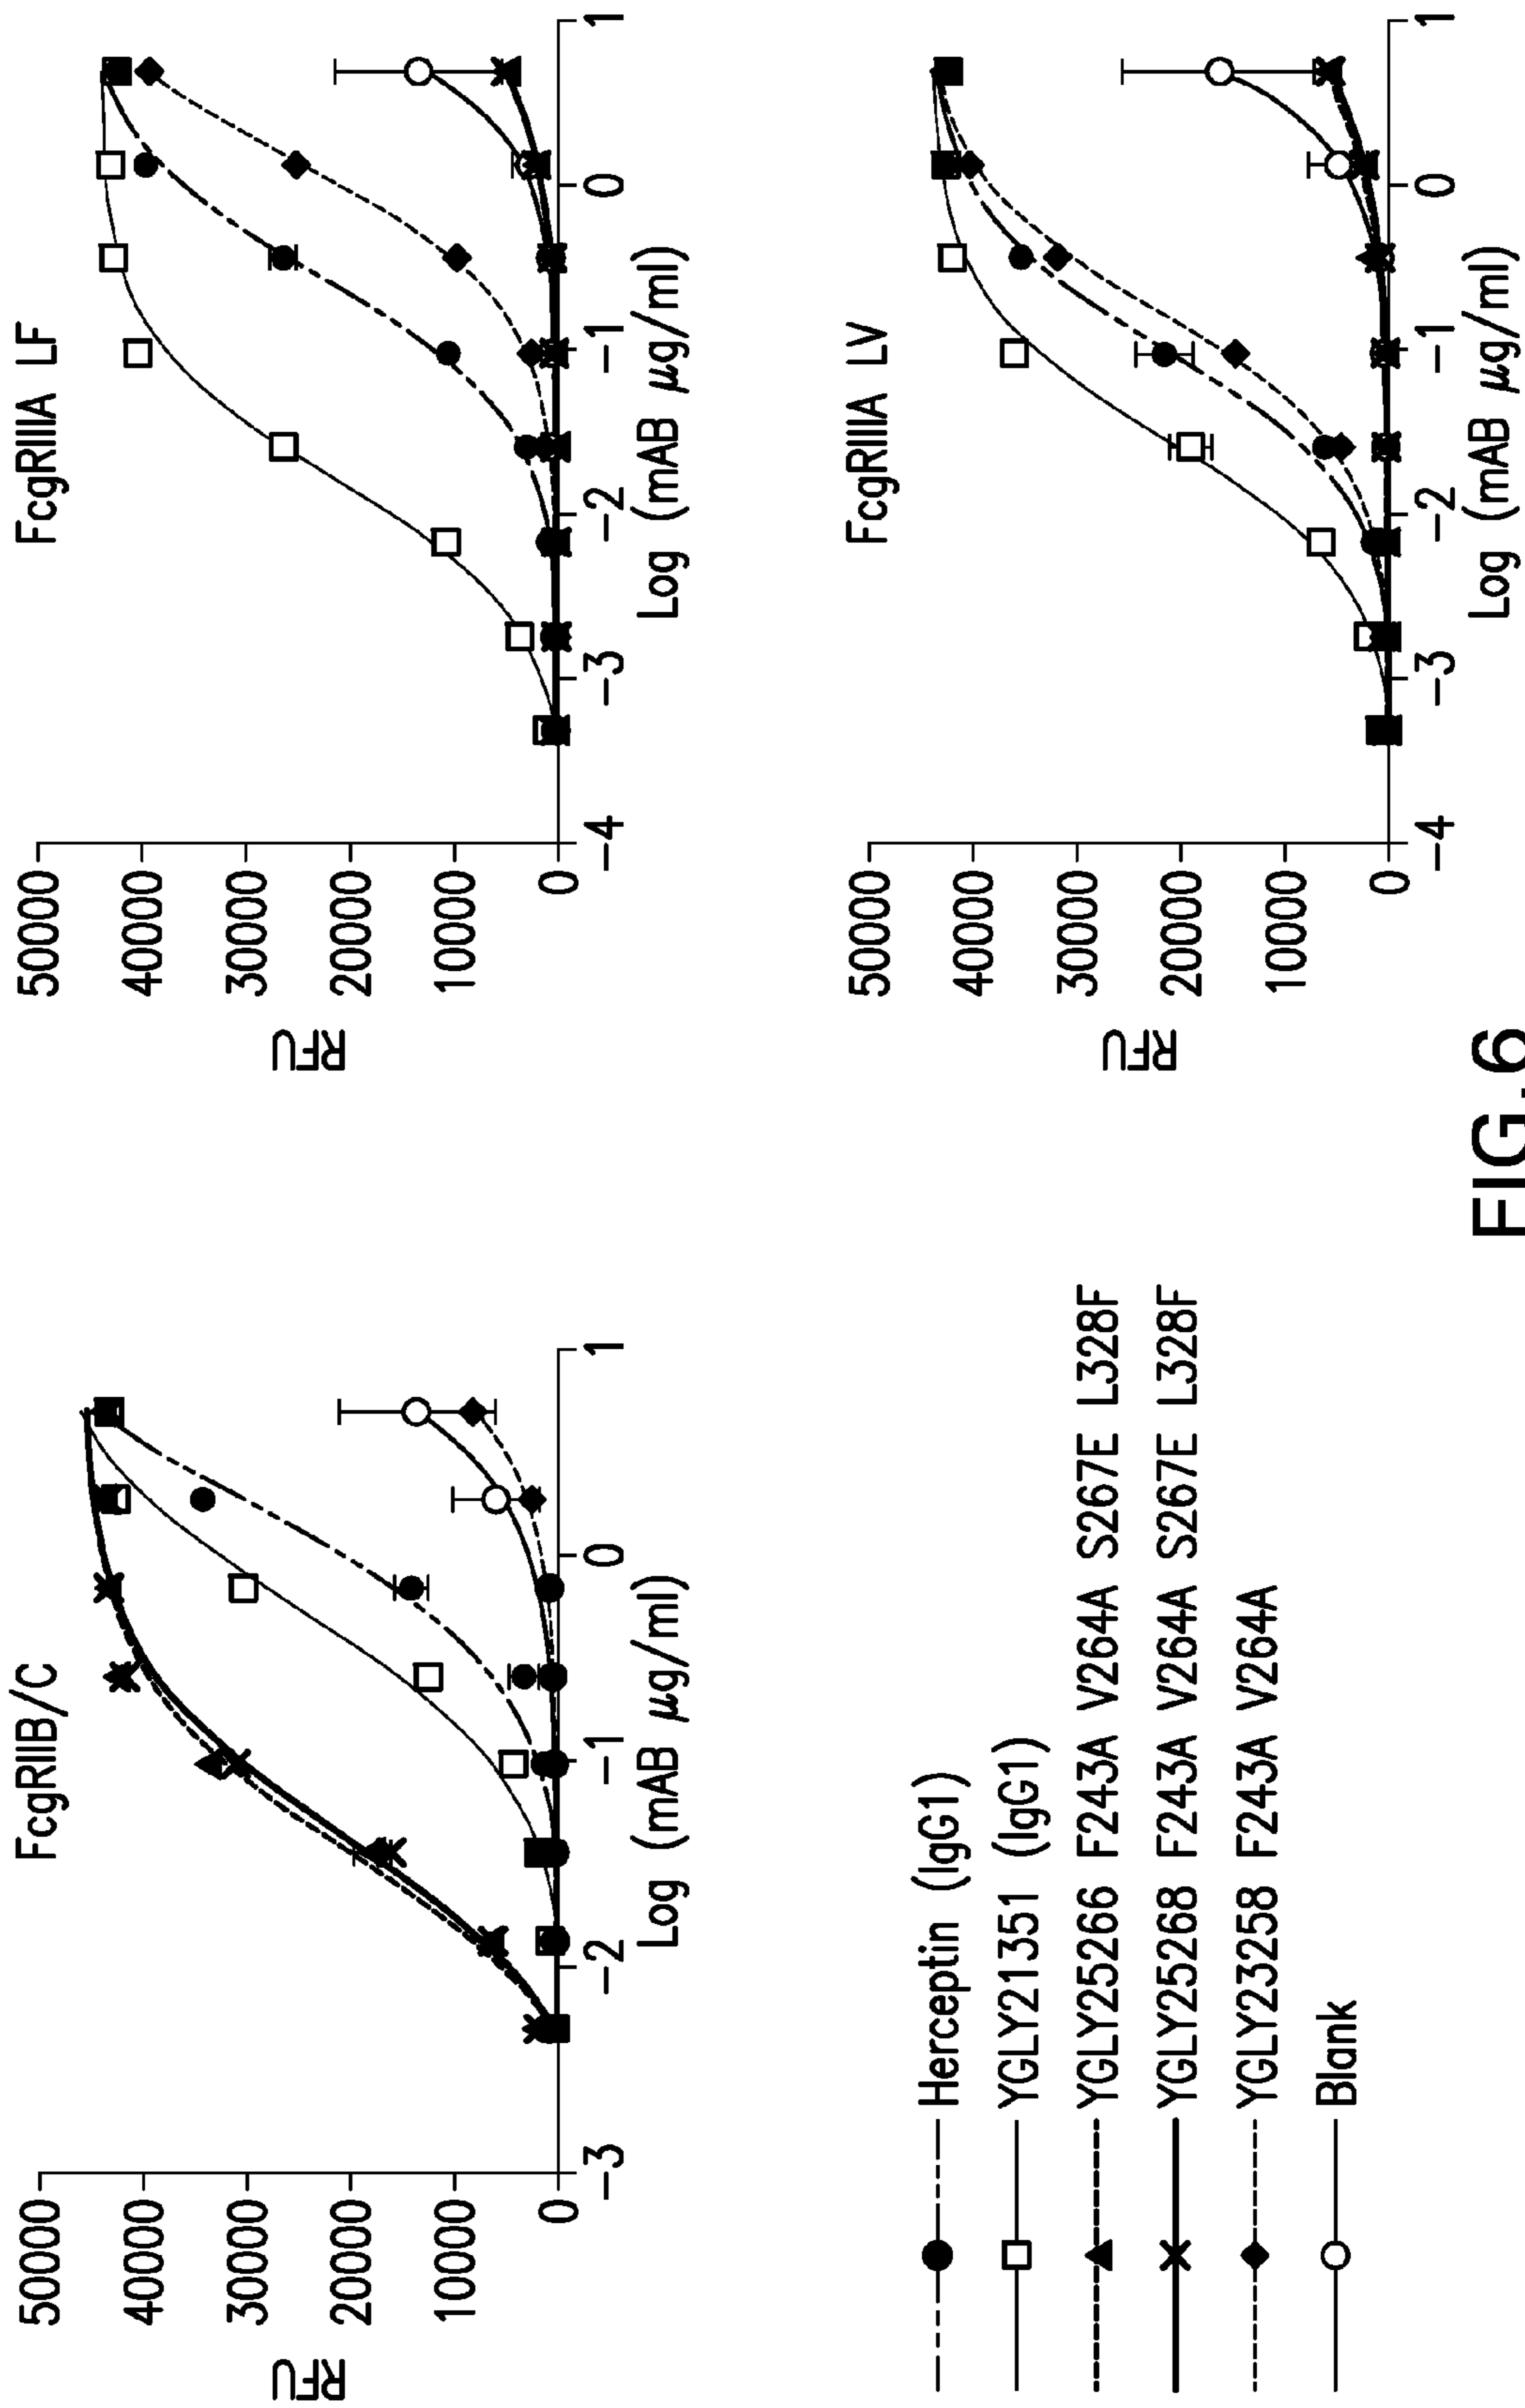 FcgRIIB/C
RFU
50000
40000
30000
20000
10000
0
-3 -2 -1 0 1
Log (mAB μg/ml)
FcgRIIIA LF
RFU
50000
40000
30000
20000
10000
0
-4 -3 -2 -1 0 1
Log (mAB μg/ml)
Herceptin (IgG1)
YGLY21351 (IgG1)
YGLY25266 F243A V264A S267E L328F
YGLY25268 F243A V264A S267E L328F
YGLY23258 F243A V264A
Blank
FcgRIIIA LV
RFU
50000
40000
30000
20000
10000
0
-4 -3 -2 -1 0 1
Log (mAB μg/ml)
FIG.6